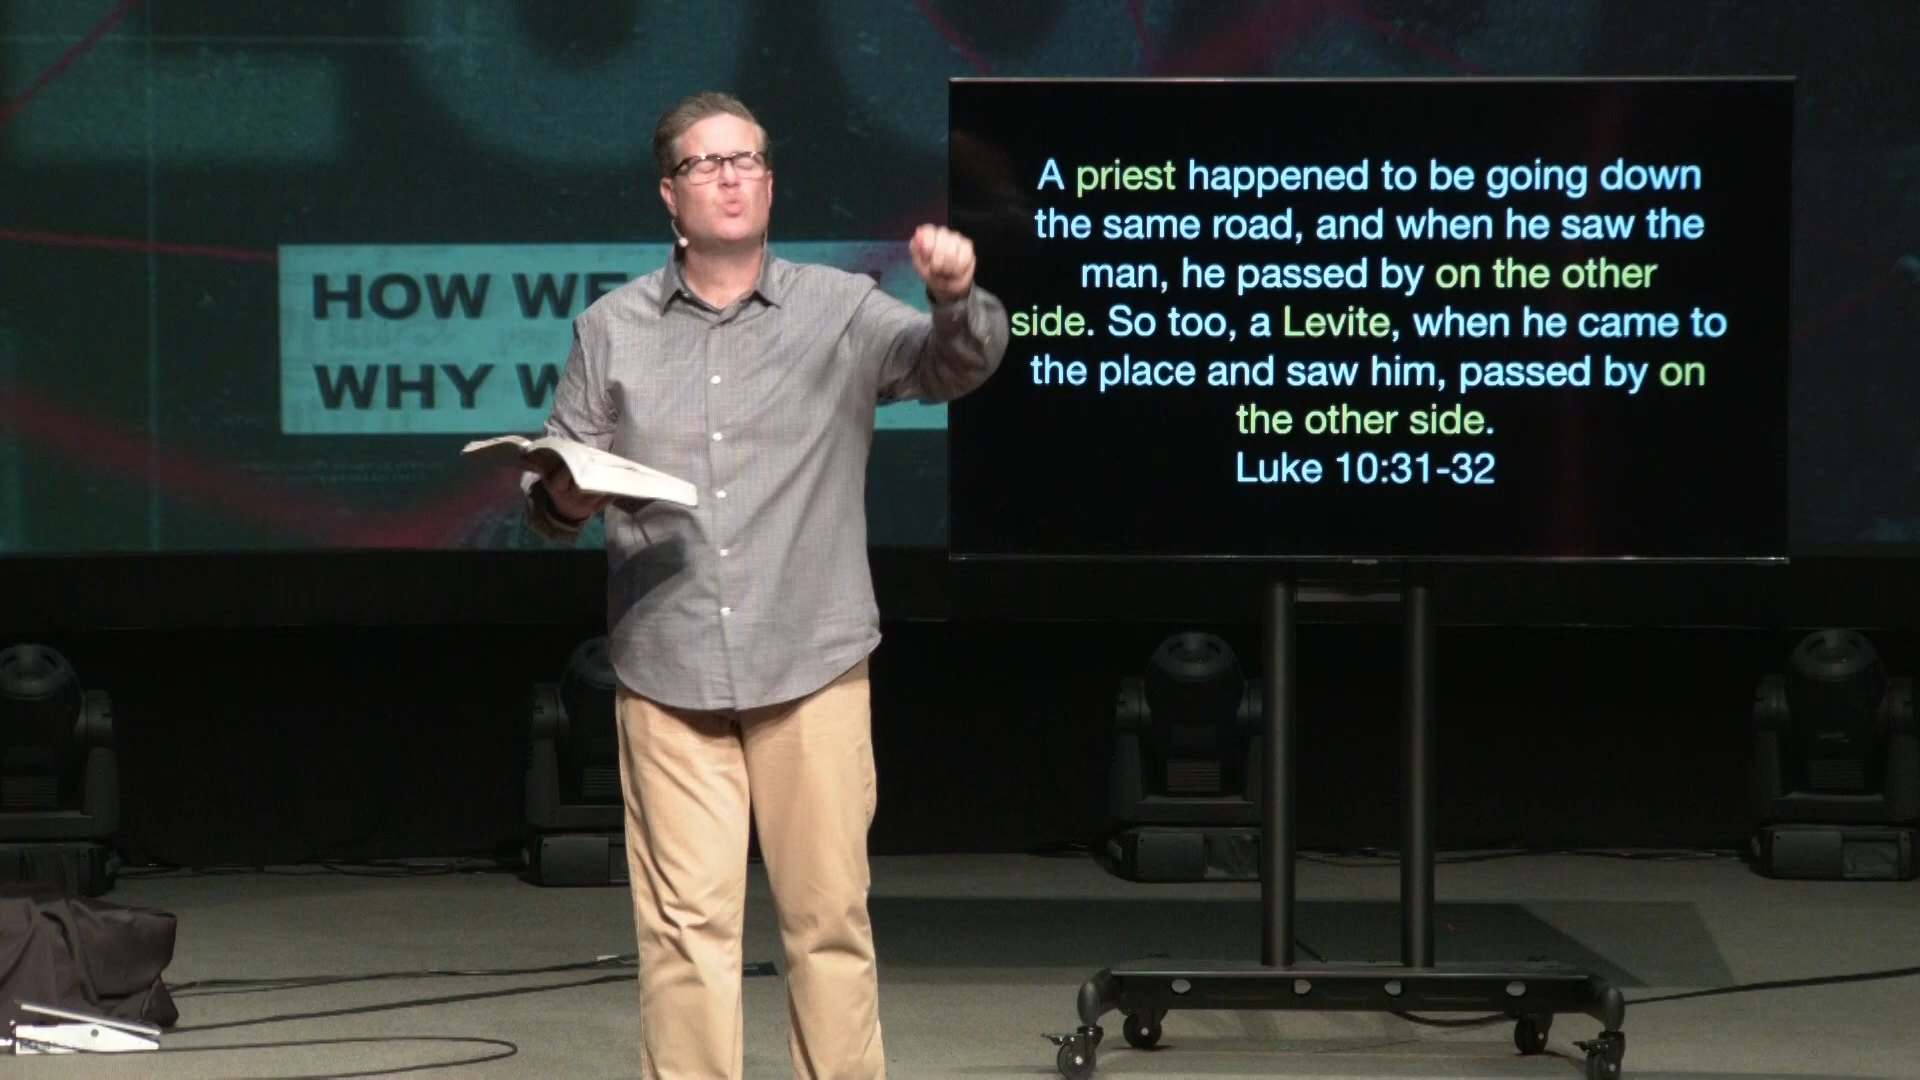 HOW WE
WHY W
A priest happened to be going down
the same road, and when he saw the
man, he passed by on the other
side. So too, a Levite, when he came to
the place and saw him, passed by on
the other side.
Luke 10:31-32